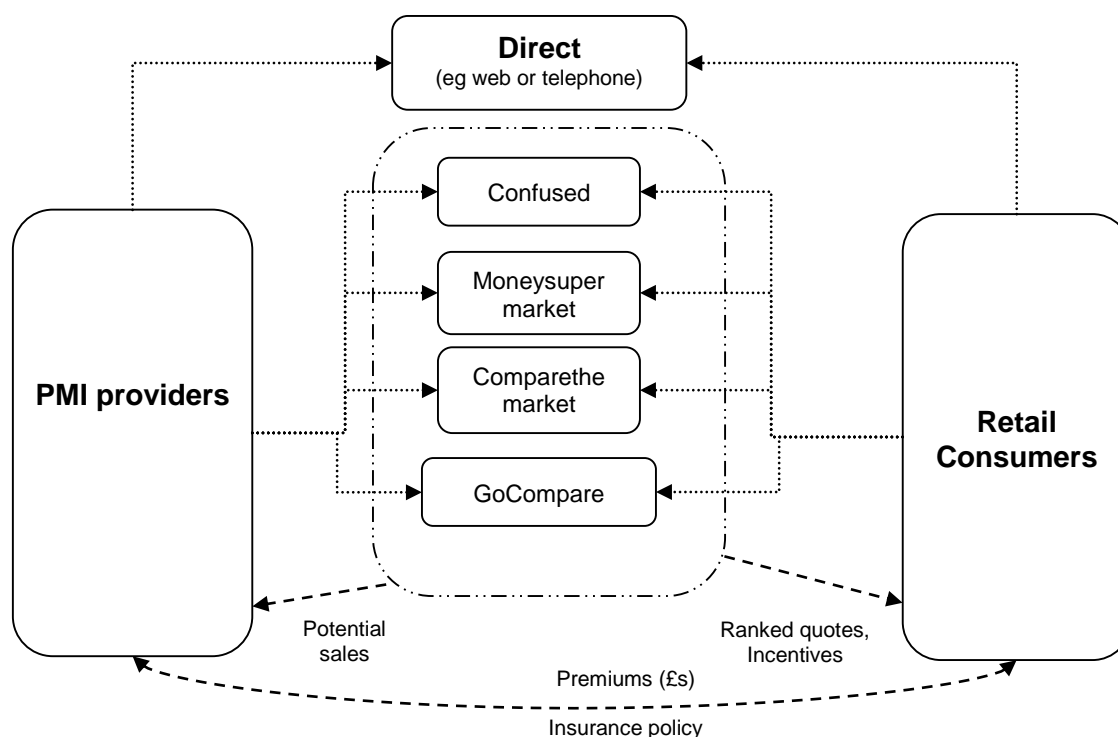 Direct
(eg web or telephone)
Confused
Moneysuper
market
Comparethe
market
GoCompare
PMI providers
Retail
Consumers
Potential
sales
Ranked quotes,
Incentives
Premiums (£s)
Insurance policy